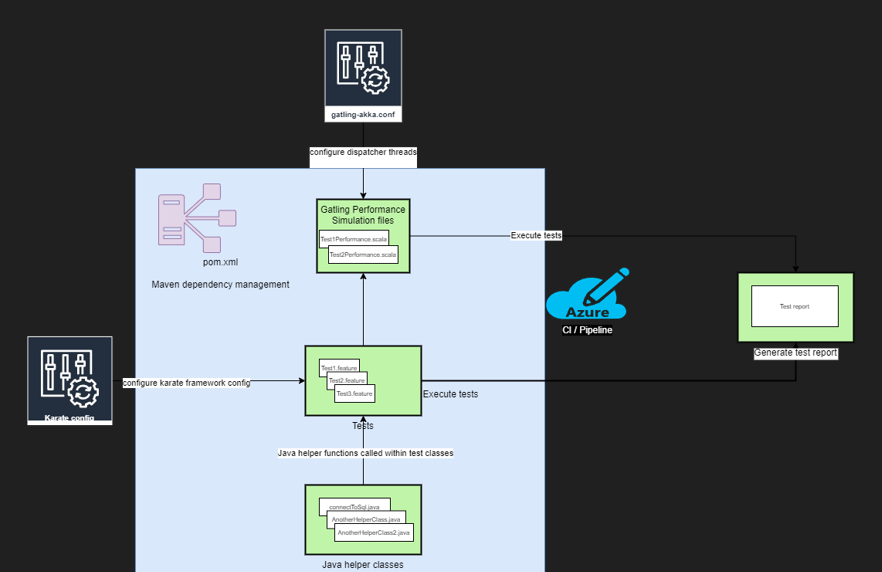 gatling-akka.conf
configure dispatcher threads
Gatling Performance
Simulation files
Test1Performance.scala
Test2Performance.scala
pom.xml
Maven dependency management
Execute tests
Azure
CI / Pipeline
Test report
Generate test report
Karate config
configure karate framework config
Test1.feature
Test2.feature
Test3.feature
Execute tests
Tests
Java helper functions called within test classes
connectToSql.java
AnotherHelperClass.java
AnotherHelperClass2.java
Java helper classes